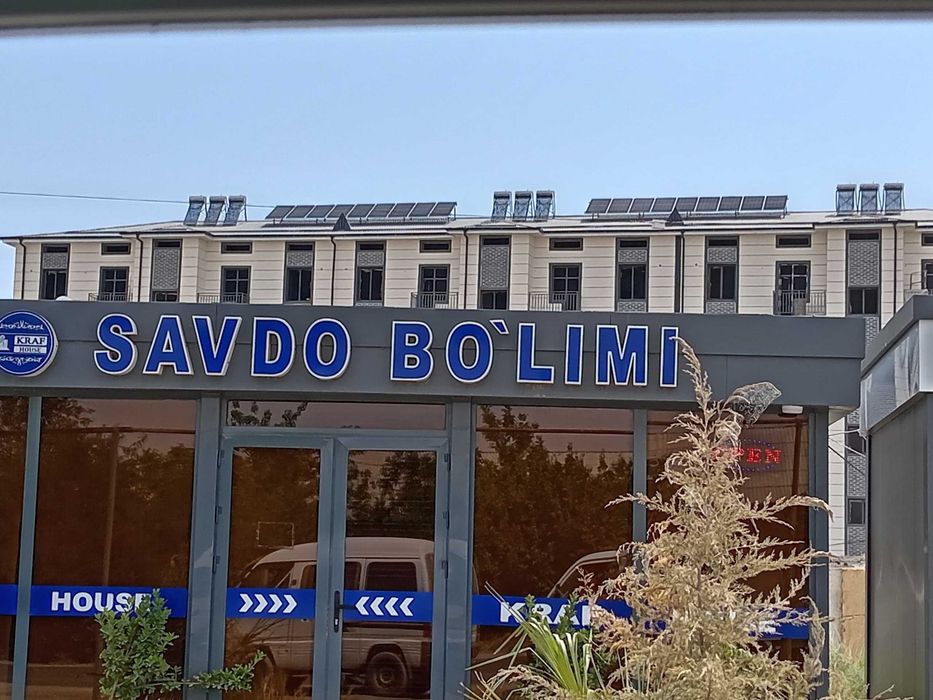 KRAF
HOUSE
SAVDO BO`LIMI
OPEN
HOUSE
»»
««
KRAF